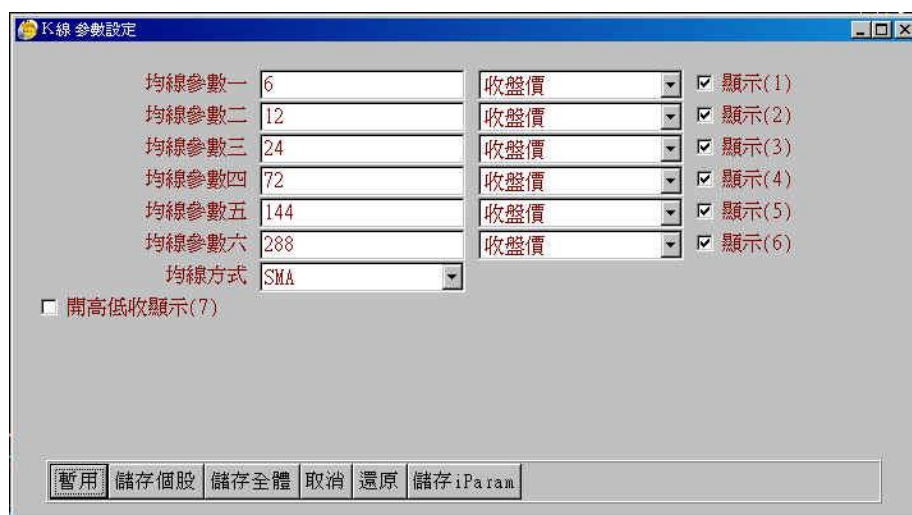 K線 參數設定
均線參數一 6 收盤價 顯示(1)
均線參數二 12 收盤價 顯示(2)
均線參數三 24 收盤價 顯示(3)
均線參數四 72 收盤價 顯示(4)
均線參數五 144 收盤價 顯示(5)
均線參數六 288 收盤價 顯示(6)
均線方式 SMA
開高低收顯示(7)
暫用 儲存個股 儲存全體 取消 還原 儲存iParam